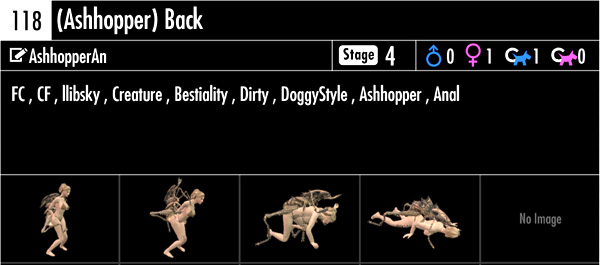 118 (Ashhopper) Back
AshhopperAn Stage 4 0 1 1 0
FC , CF , llibsky , Creature , Bestiality , Dirty , DoggyStyle , Ashhopper , Anal
No Image